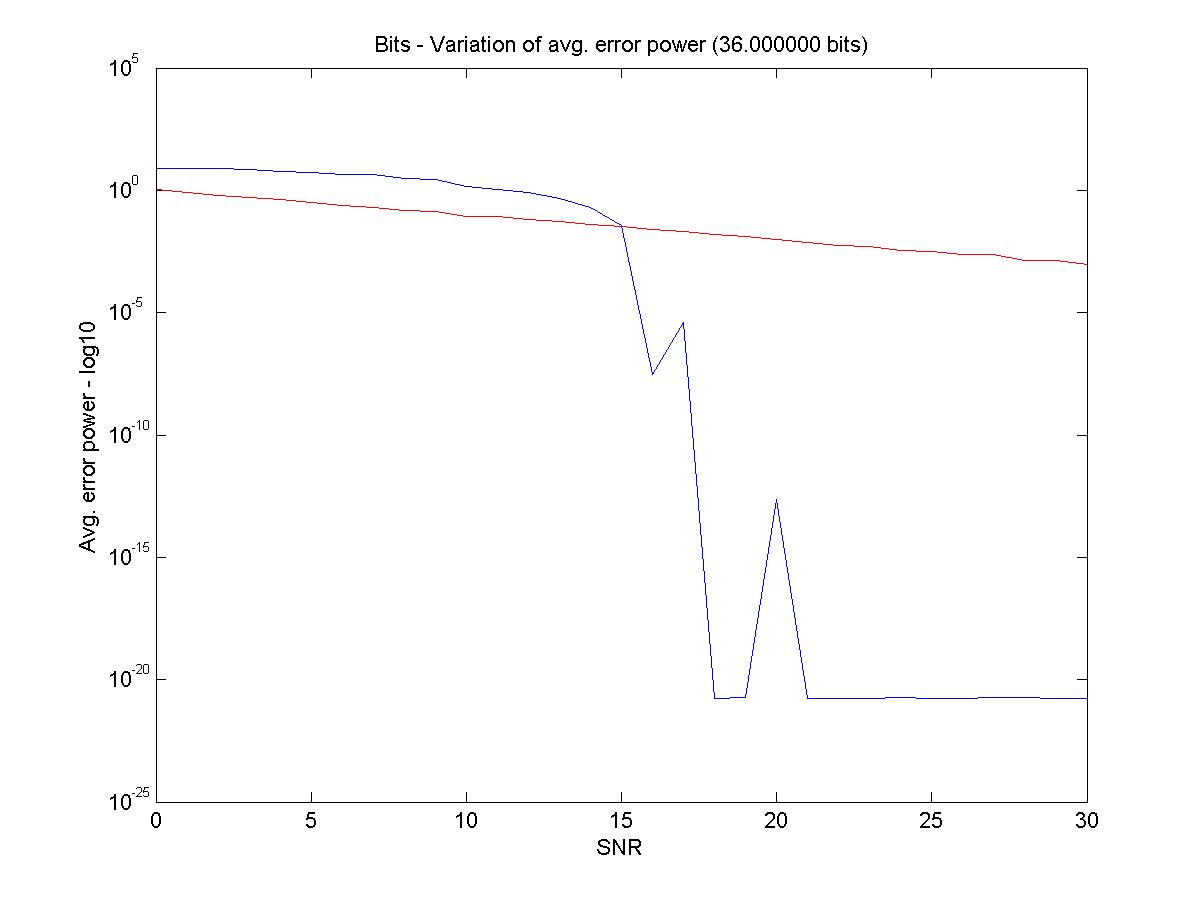 Bits - Variation of avg. error power (36.000000 bits)
10^5
10^0
10^-5
10^-10
10^-15
10^-20
10^-25
Avg. error power - log10
0 5 10 15 20 25 30
SNR